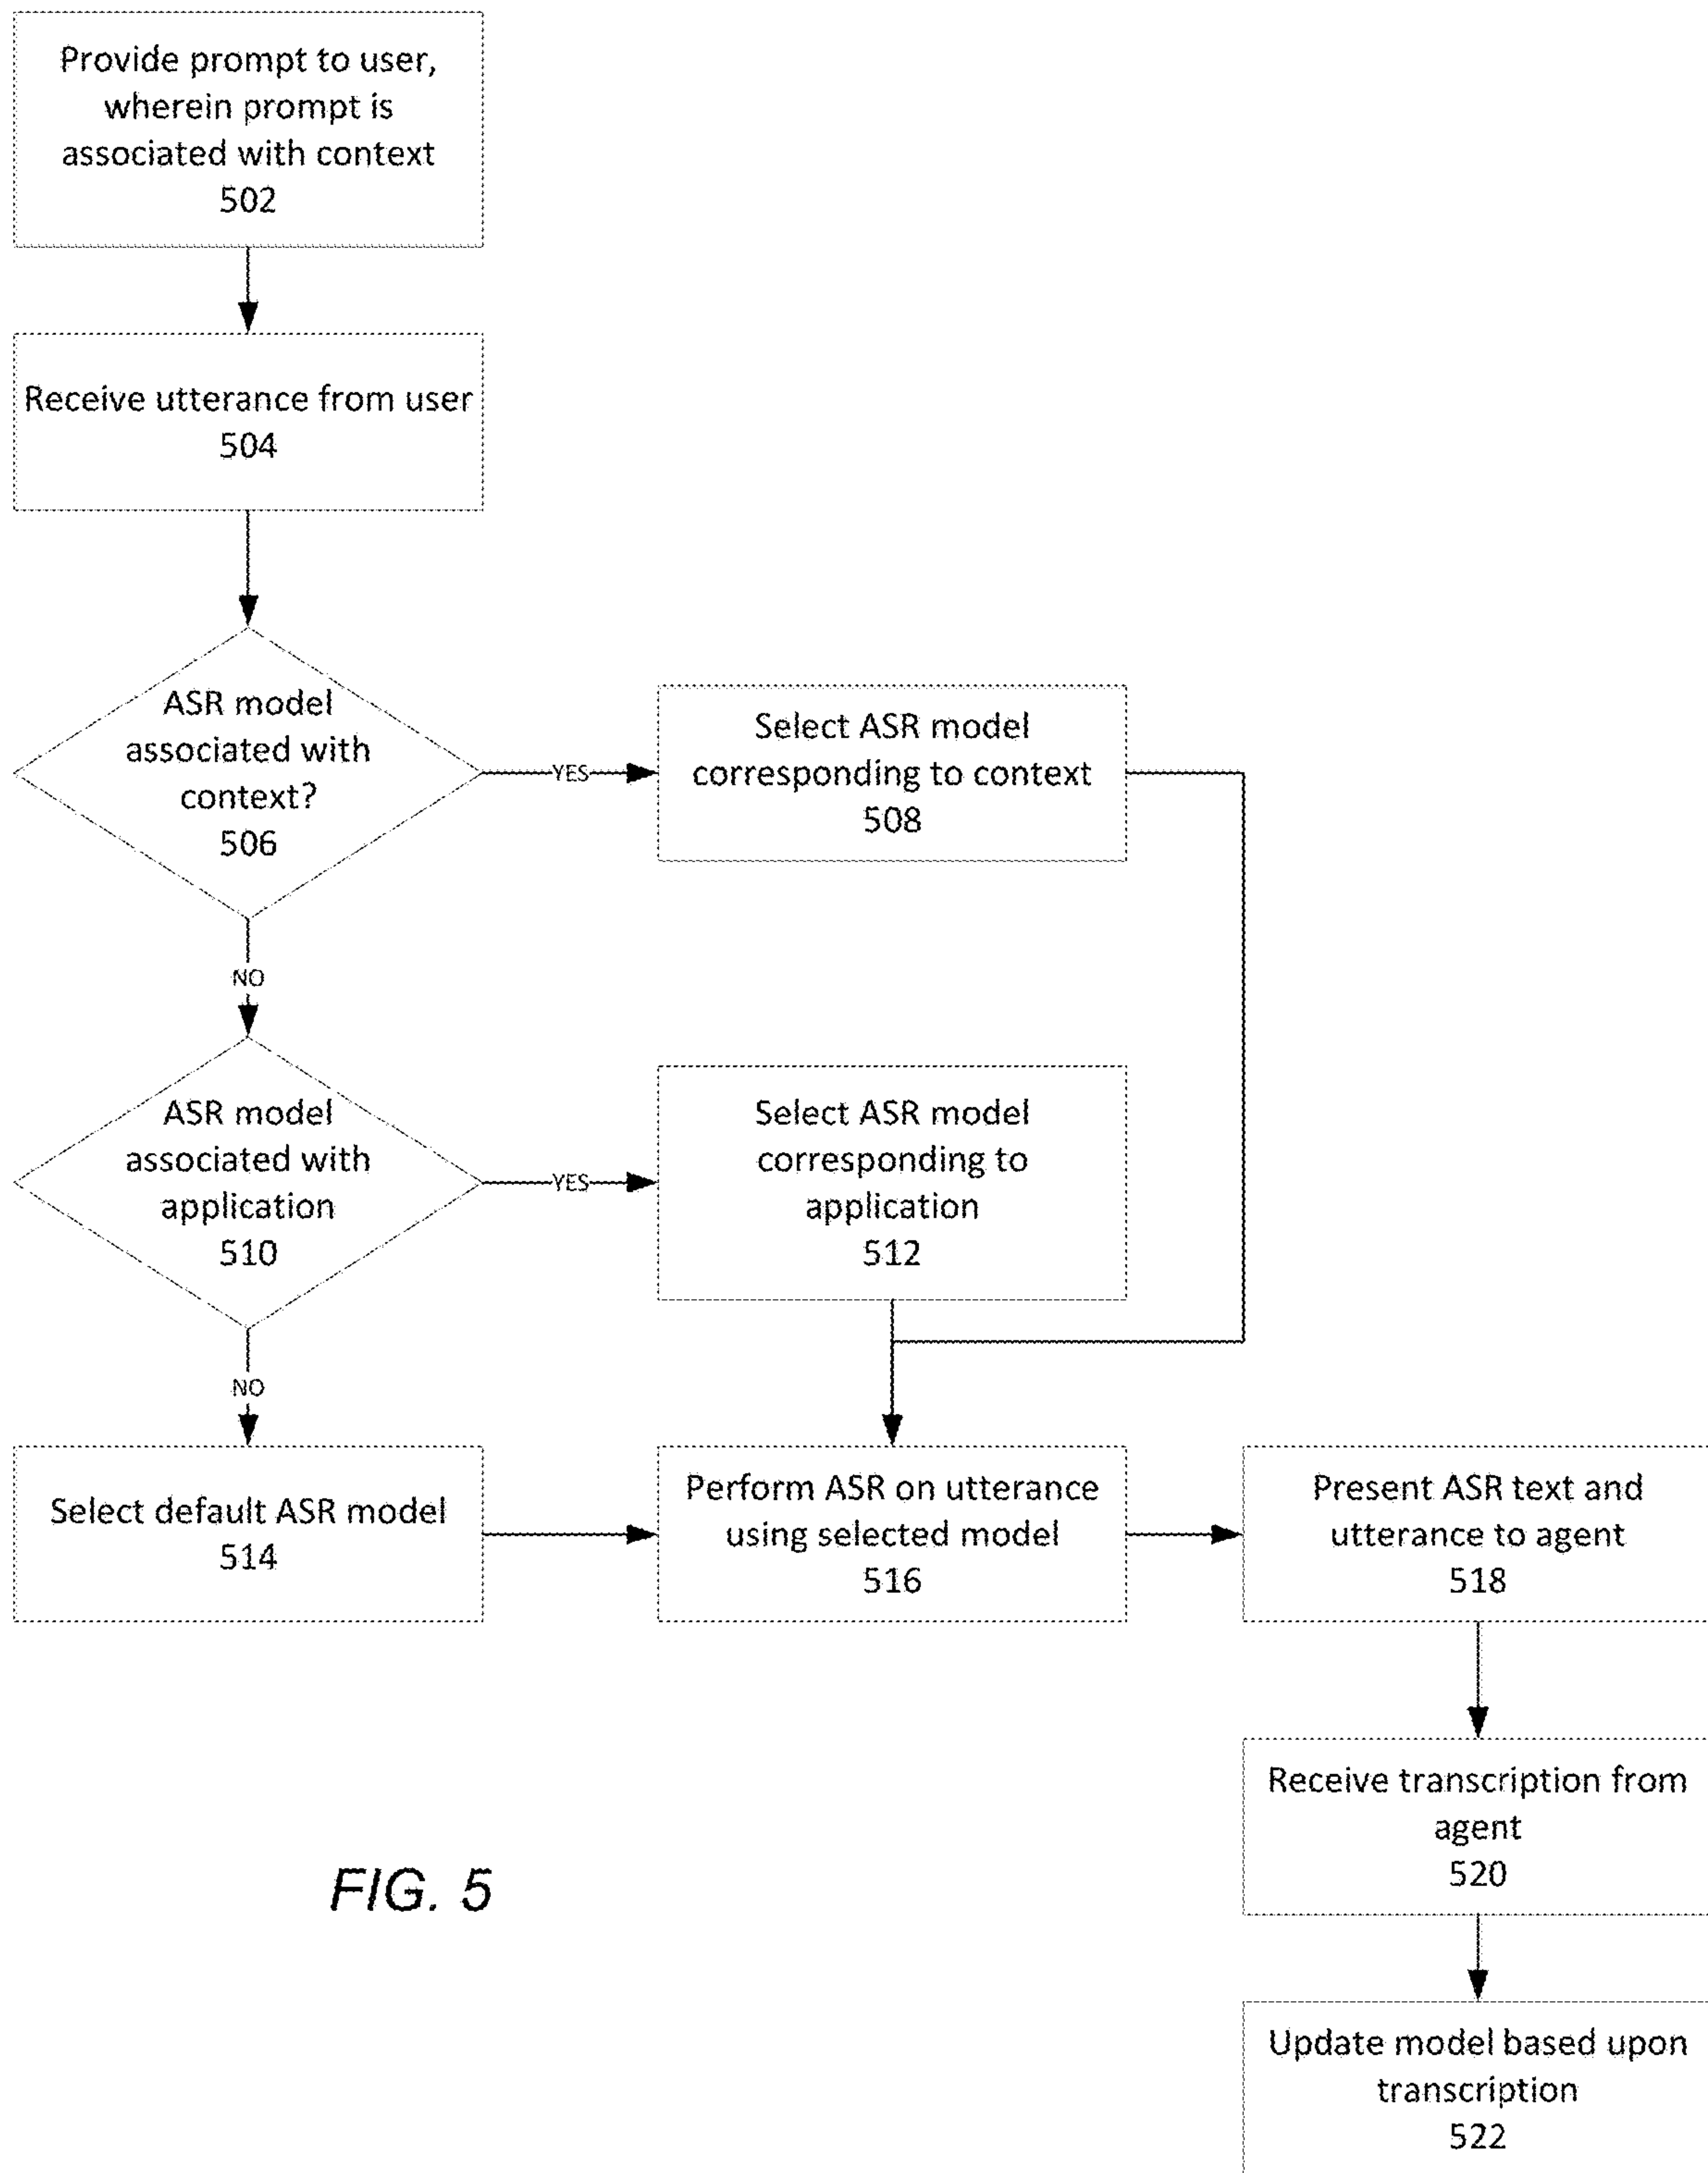 Provide prompt to user,
wherein prompt is
associated with context
502
Receive utterance from user
504
ASR model
associated with
context?
506
YES
Select ASR model
corresponding to context
508
NO
ASR model
associated with
application
510
YES
Select ASR model
corresponding to
application
512
NO
Select default ASR model
514
Perform ASR on utterance
using selected model
516
Present ASR text and
utterance to agent
518
Receive transcription from
agent
520
Update model based upon
transcription
522
FIG. 5